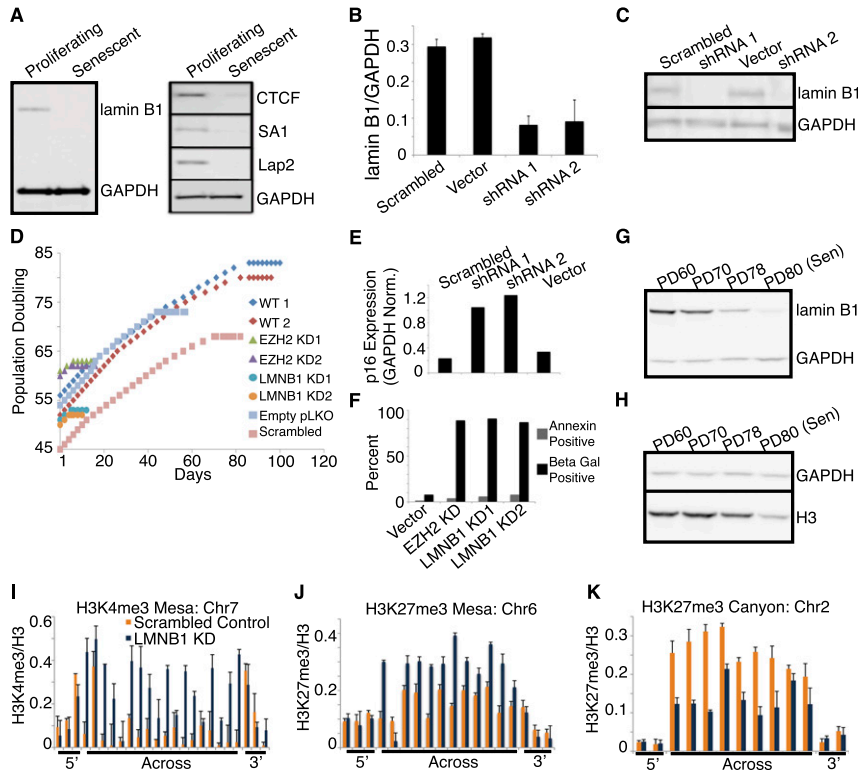 A
Proliferating
Senescent
lamin B1
GAPDH
Proliferating
Senescent
CTCF
SA1
Lap2
GAPDH
B
lamin B1/GAPDH
0.3
0.2
0.1
0
Scrambled
Vector
shRNA 1
shRNA 2
C
Scrambled
shRNA 1
Vector
shRNA 2
lamin B1
GAPDH
D
Population Doubling
85
75
65
55
45
1 20 40 60 80 100 120
Days
WT 1
WT 2
EZH2 KD1
EZH2 KD2
LMNB1 KD1
LMNB1 KD2
Empty pLKO
Scrambled
E
p16 Expression
(GAPDH Norm.)
1.2
0.8
0.4
0
Scrambled
shRNA 1
shRNA 2
Vector
F
Percent
100
50
0
Vector
EZH2 KD
LMNB1 KD1
LMNB1 KD2
Annexin
Positive
Beta Gal
Positive
G
PD60
PD70
PD78
PD80 (Sen)
lamin B1
GAPDH
H
PD60
PD70
PD78
PD80 (Sen)
GAPDH
H3
I
H3K4me3 Mesa: Chr7
Scrambled Control
LMNB1 KD
H3K4me3/H3
0.6
0.4
0.2
0
5' Across 3'
J
H3K27me3 Mesa: Chr6
H3K27me3/H3
0.4
0.2
0
5' Across 3'
K
H3K27me3 Canyon: Chr2
H3K27me3/H3
0.3
0.2
0.1
0
5' Across 3'